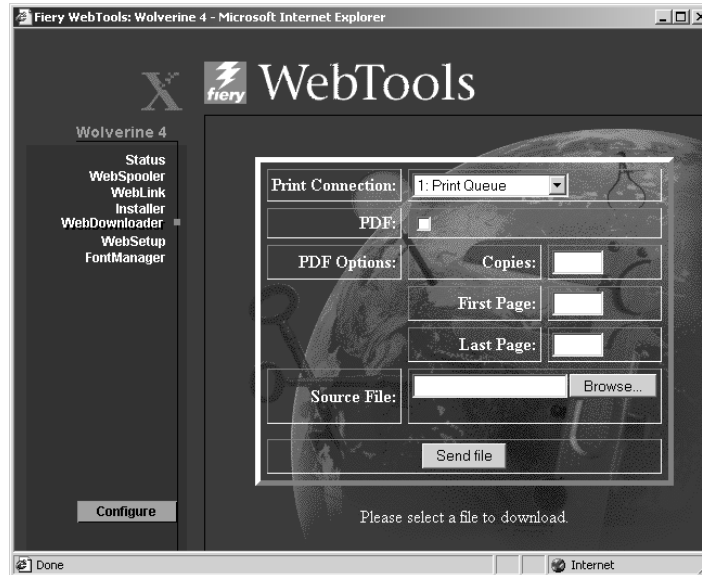 Fiery WebTools: Wolverine 4 - Microsoft Internet Explorer
X
fiery
WebTools
Wolverine 4
Status
WebSpooler
WebLink
Installer
WebDownloader
WebSetup
FontManager
Configure
Print Connection: 1: Print Queue
PDF:
PDF Options: Copies:
First Page:
Last Page:
Source File: Browse...
Send file
Please select a file to download.
Done Internet